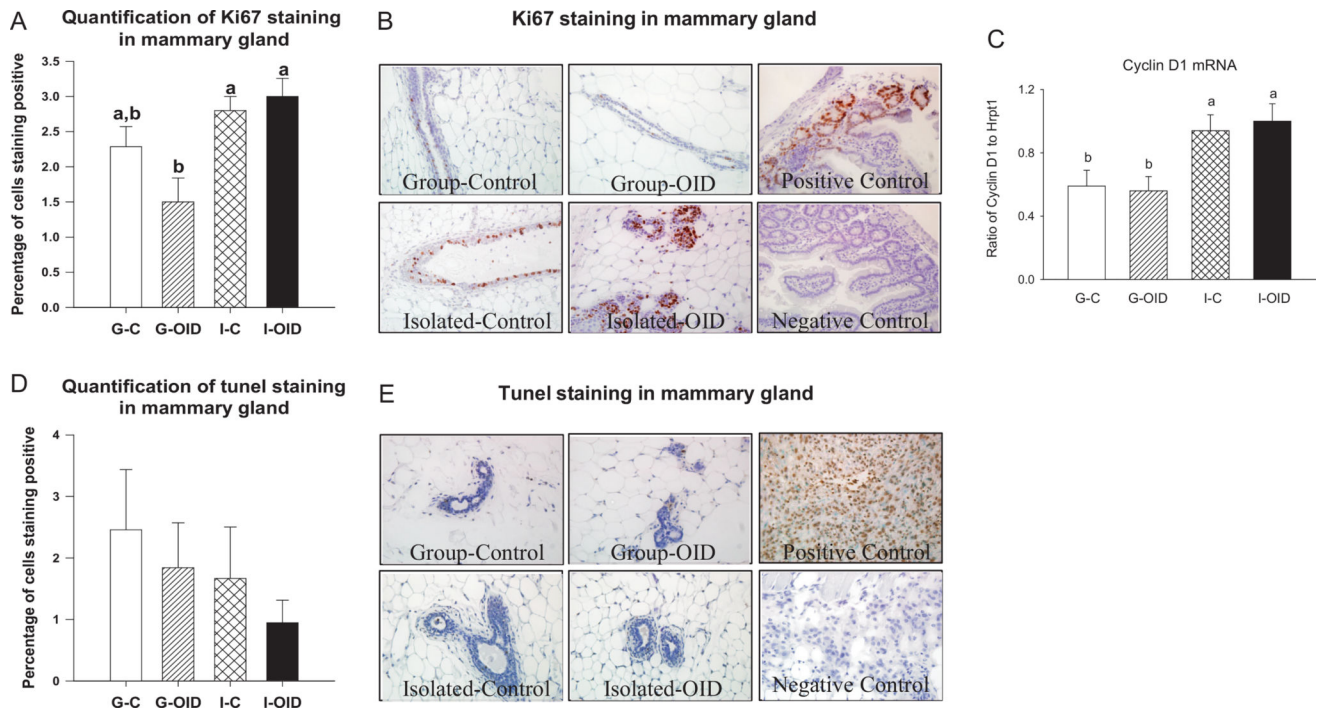 A
Quantification of Ki67 staining
in mammary gland
Percentage of cells staining positive
3.5
3.0
2.5
2.0
1.5
1.0
0.5
0.0
a,b
b
a
a
G-C
G-OID
I-C
I-OID
B
Ki67 staining in mammary gland
Group-Control
Group-OID
Positive Control
Isolated-Control
Isolated-OID
Negative Control
C
Cyclin D1 mRNA
Ratio of Cyclin D1 to Hrpt1
1.2
0.9
0.6
0.3
0.0
b
b
a
a
G-C
G-OID
I-C
I-OID
D
Quantification of tunel staining
in mammary gland
Percentage of cells staining positive
4
3
2
1
0
G-C
G-OID
I-C
I-OID
E
Tunel staining in mammary gland
Group-Control
Group-OID
Positive Control
Isolated-Control
Isolated-OID
Negative Control